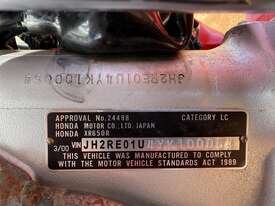 APPROVAL No. 24498 CATEGORY LC
HONDA MOTOR CO., LTD. JAPAN
HONDA XR650R
3/00 VIN JH2RE01U
THIS VEHICLE WAS MANUFACTURED TO COMPLY
WITH THE MOTOR VEHICLE STANDARDS ACT 1989